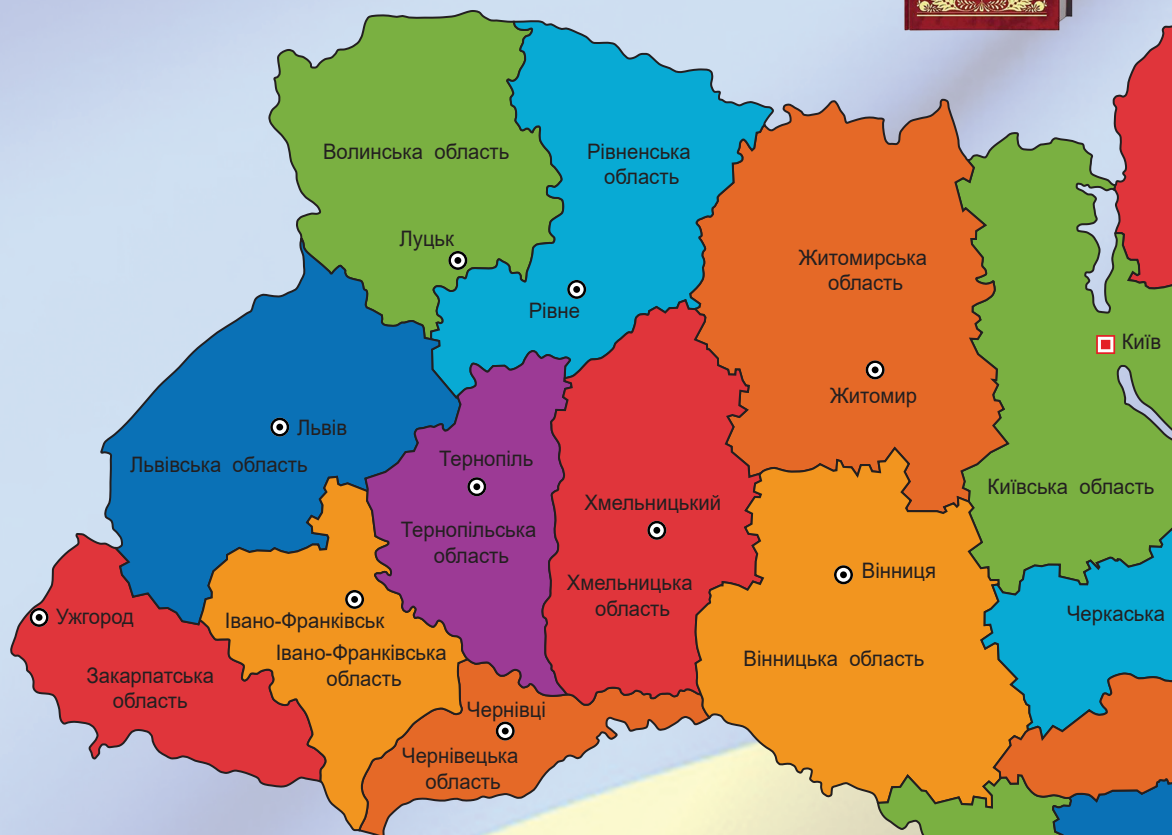 Волинська область
Рівненська
область
Луцьк
Житомирська
область
Рівне
Київ
Житомир
Львів
Львівська область
Тернопіль
Київська область
Хмельницький
Тернопільська
область
Вінниця
Хмельницька
область
Ужгород
Івано-Франківськ
Черкаська
Івано-Франківська
область
Вінницька область
Закарпатська
область
Чернівці
Чернівецька
область